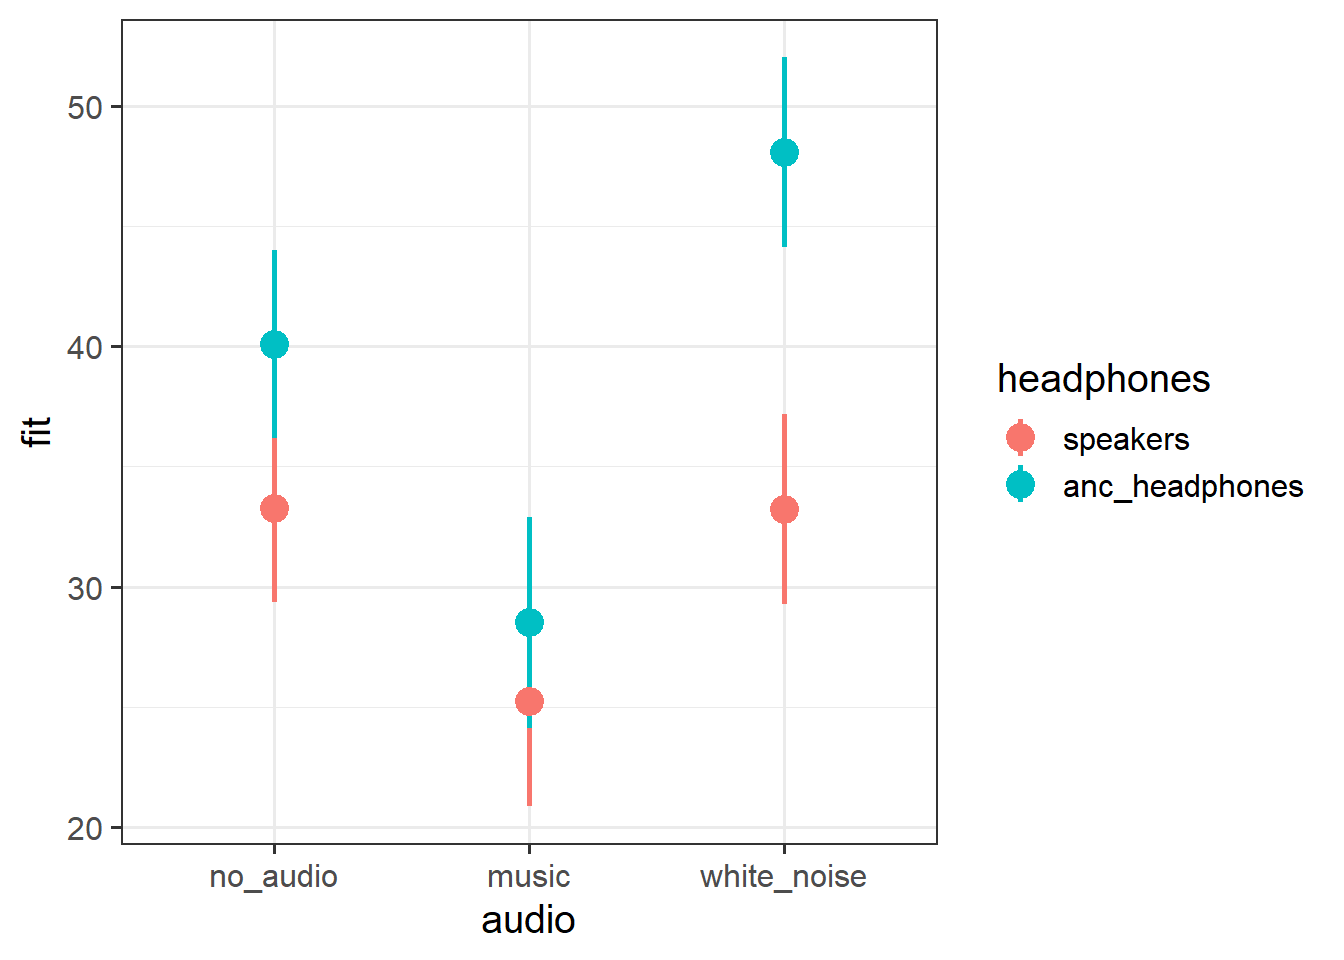 50
40
30
20
fit
no_audio
music
white_noise
audio
headphones
speakers
anc_headphones